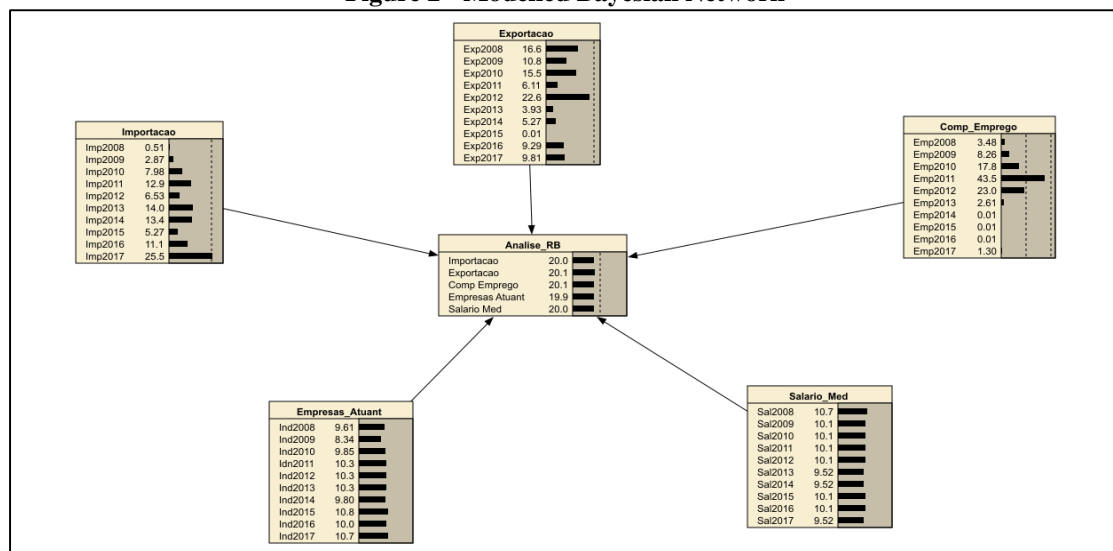 Exportacao
Exp2008 16.6
Exp2009 10.8
Exp2010 15.5
Exp2011 6.11
Exp2012 22.6
Exp2013 3.93
Exp2014 5.27
Exp2015 0.01
Exp2016 9.29
Exp2017 9.81
Importacao
Imp2008 0.51
Imp2009 2.87
Imp2010 7.98
Imp2011 12.9
Imp2012 6.53
Imp2013 14.0
Imp2014 13.4
Imp2015 5.27
Imp2016 11.1
Imp2017 25.5
Comp_Emprego
Emp2008 3.48
Emp2009 8.26
Emp2010 17.8
Emp2011 43.5
Emp2012 23.0
Emp2013 2.61
Emp2014 0.01
Emp2015 0.01
Emp2016 0.01
Emp2017 1.30
Analise_RB
Importacao 20.0
Exportacao 20.1
Comp Emprego 20.1
Empresas Atuant 19.9
Salario Med 20.0
Empresas_Atuant
Ind2008 9.61
Ind2009 8.34
Ind2010 9.85
Idn2011 10.3
Ind2012 10.3
Ind2013 10.3
Ind2014 9.80
Ind2015 10.8
Ind2016 10.0
Ind2017 10.7
Salario_Med
Sal2008 10.7
Sal2009 10.1
Sal2010 10.1
Sal2011 10.1
Sal2012 10.1
Sal2013 9.52
Sal2014 9.52
Sal2015 10.1
Sal2016 10.1
Sal2017 9.52